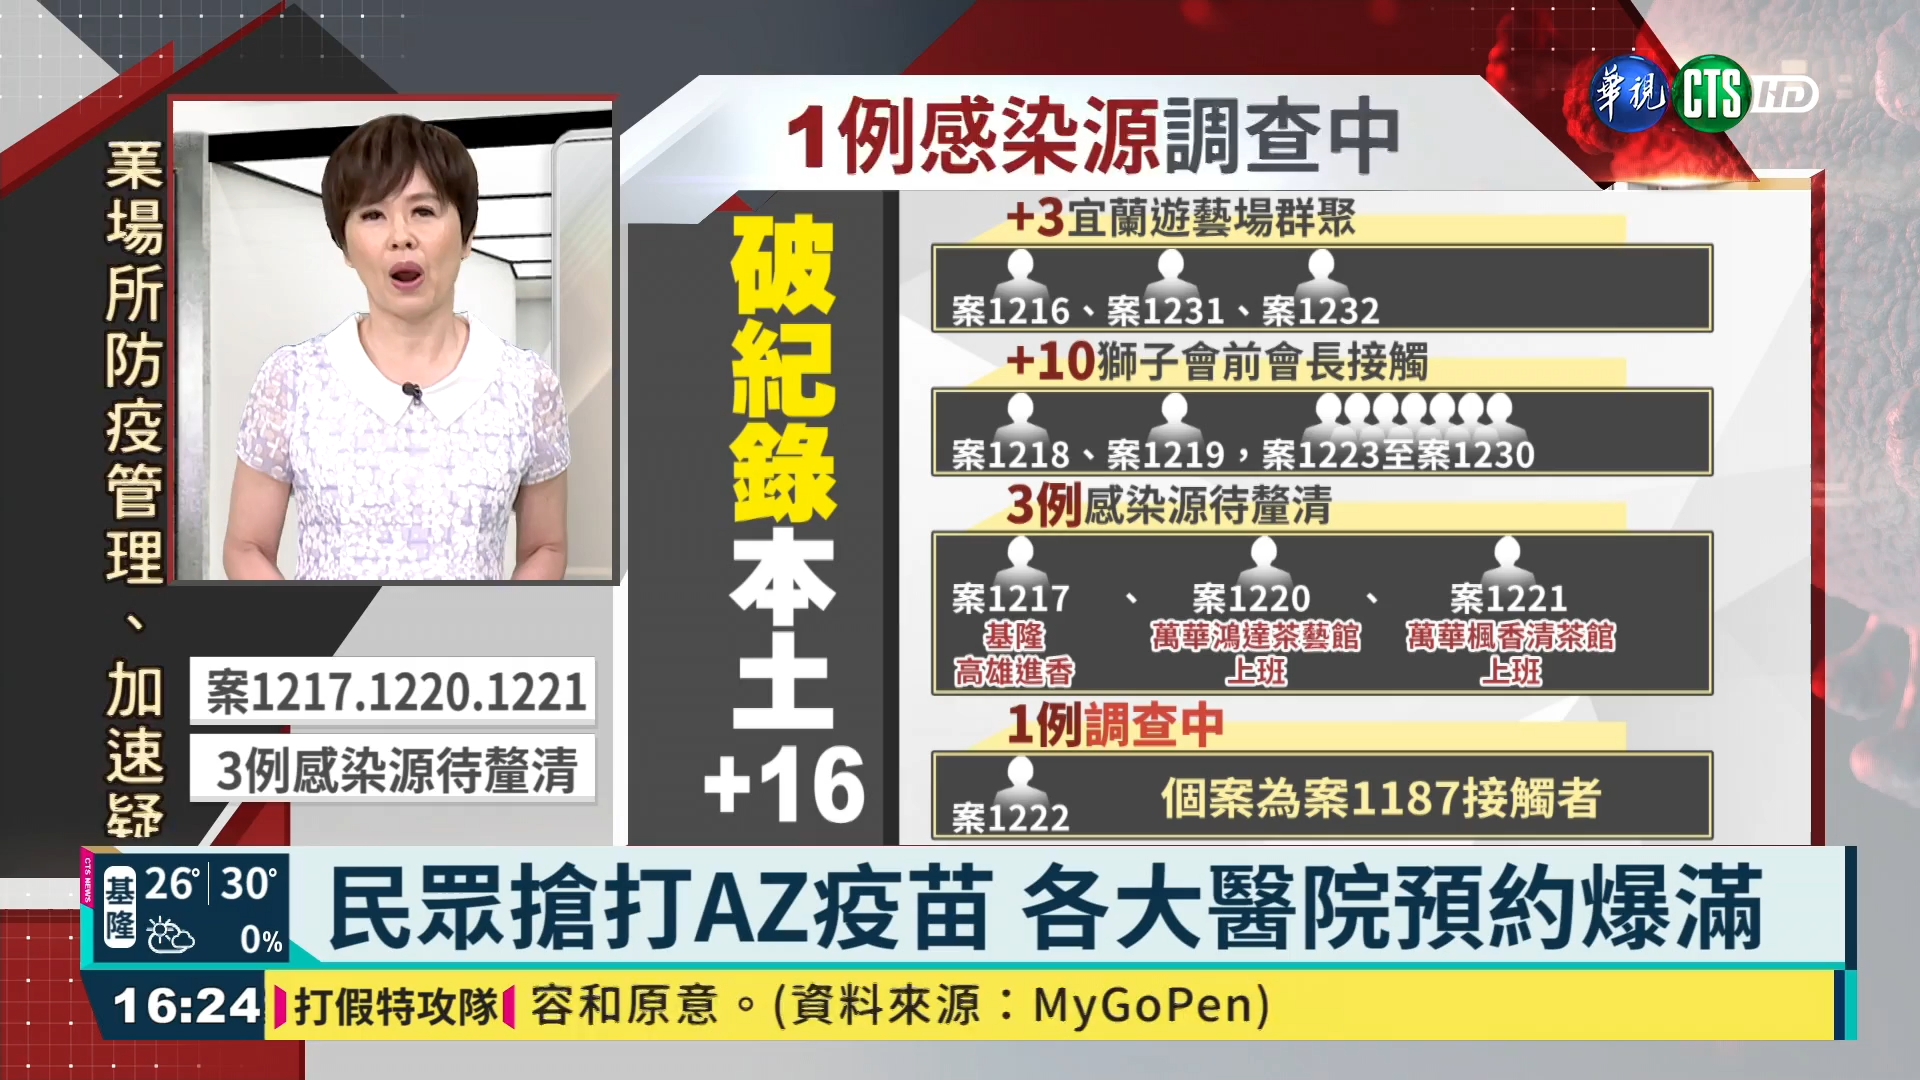 華視 CTS HD
1例感染源調查中
業場所防疫管理、加速疑
破紀錄本土+16
+3宜蘭遊藝場群聚
案1216、案1231、案1232
+10獅子會前會長接觸
案1218、案1219，案1223至案1230
3例感染源待釐清
案1217、案1220、案1221
基隆 萬華鴻達茶藝館 萬華楓香清茶館
高雄進香 上班 上班
1例調查中
案1222 個案為案1187接觸者
案1217.1220.1221
3例感染源待釐清
CTS NEWS
基隆 26° 30°
0%
民眾搶打AZ疫苗 各大醫院預約爆滿
16:24 打假特攻隊 容和原意。(資料來源：MyGoPen)